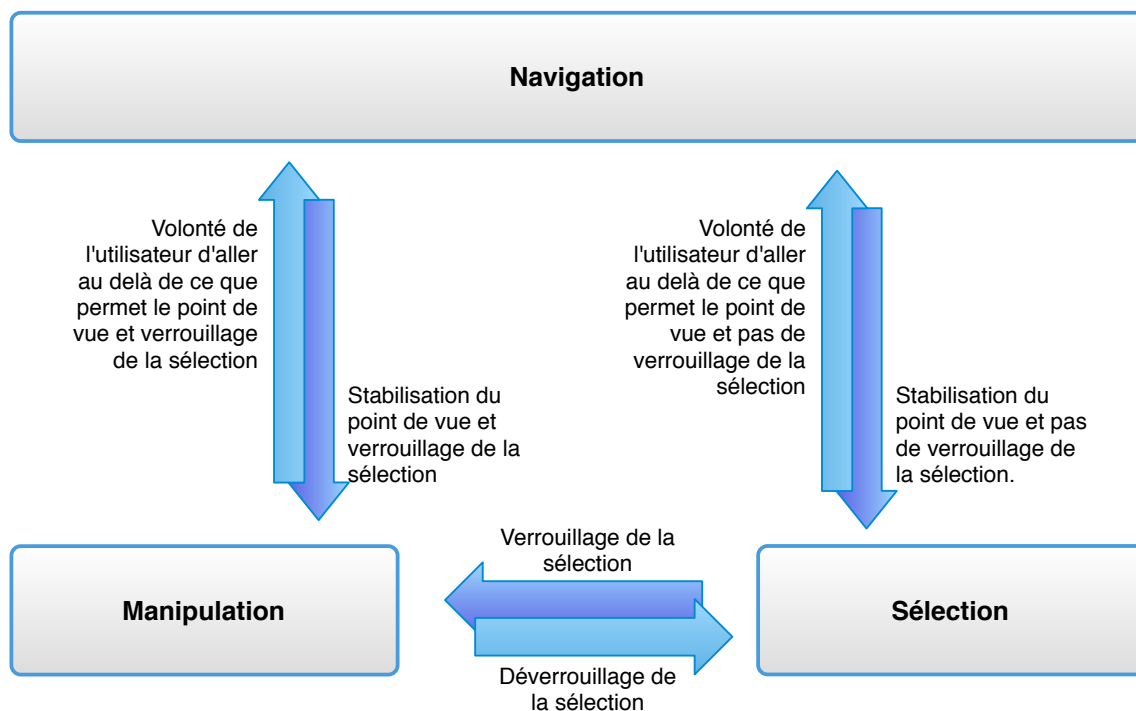 Navigation
Volonté de
l'utilisateur d'aller
au delà de ce que
permet le point de
vue et verrouillage
de la sélection
Stabilisation du
point de vue et
verrouillage de la
sélection
Volonté de
l'utilisateur d'aller
au delà de ce que
permet le point de
vue et pas de
verrouillage de la
sélection
Stabilisation du
point de vue et pas
de verrouillage de
la sélection.
Verrouillage de la
sélection
Manipulation
Sélection
Déverrouillage de
la sélection